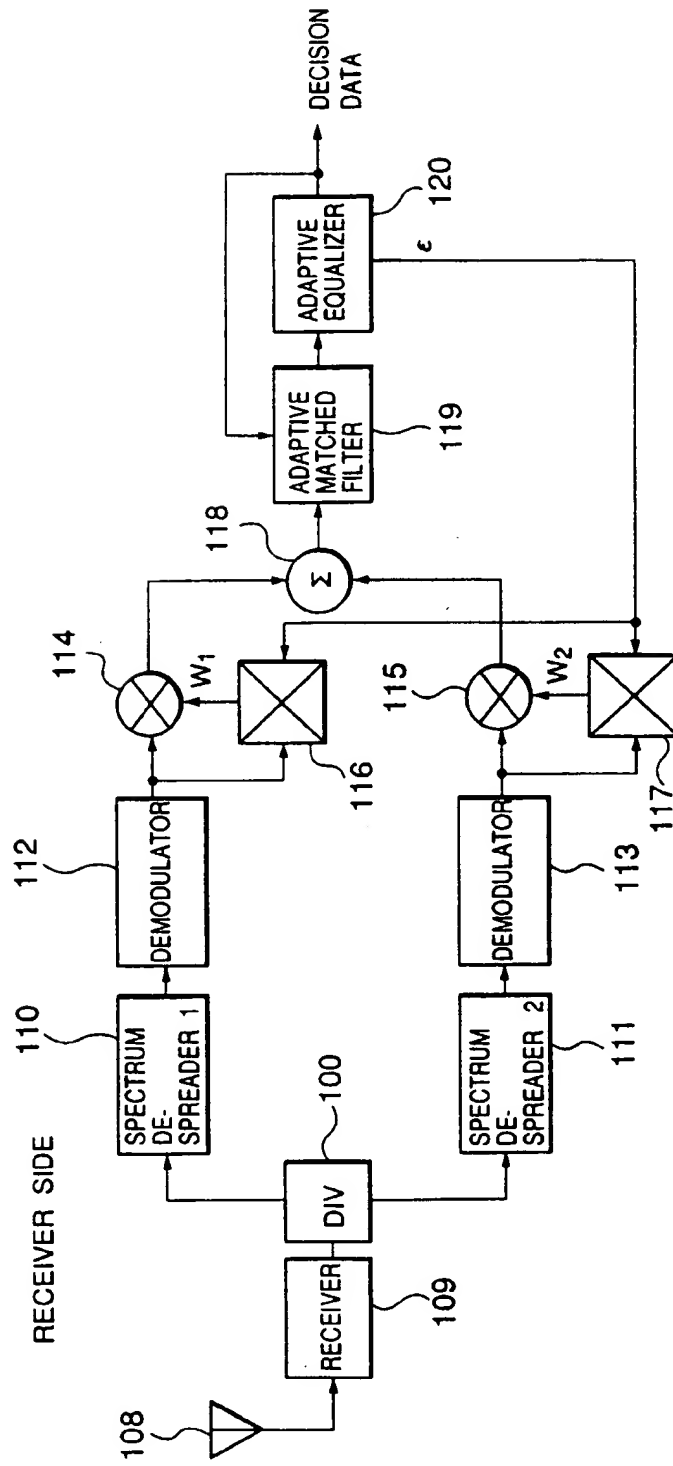 RECEIVER SIDE
108
RECEIVER
109
DIV
100
SPECTRUM
DE-
SPREADER 1
110
DEMODULATOR
112
114
W1
116
SPECTRUM
DE-
SPREADER 2
111
DEMODULATOR
113
115
W2
117
118
Σ
ADAPTIVE
MATCHED
FILTER
119
ADAPTIVE
EQUALIZER
120
ε
DECISION
DATA